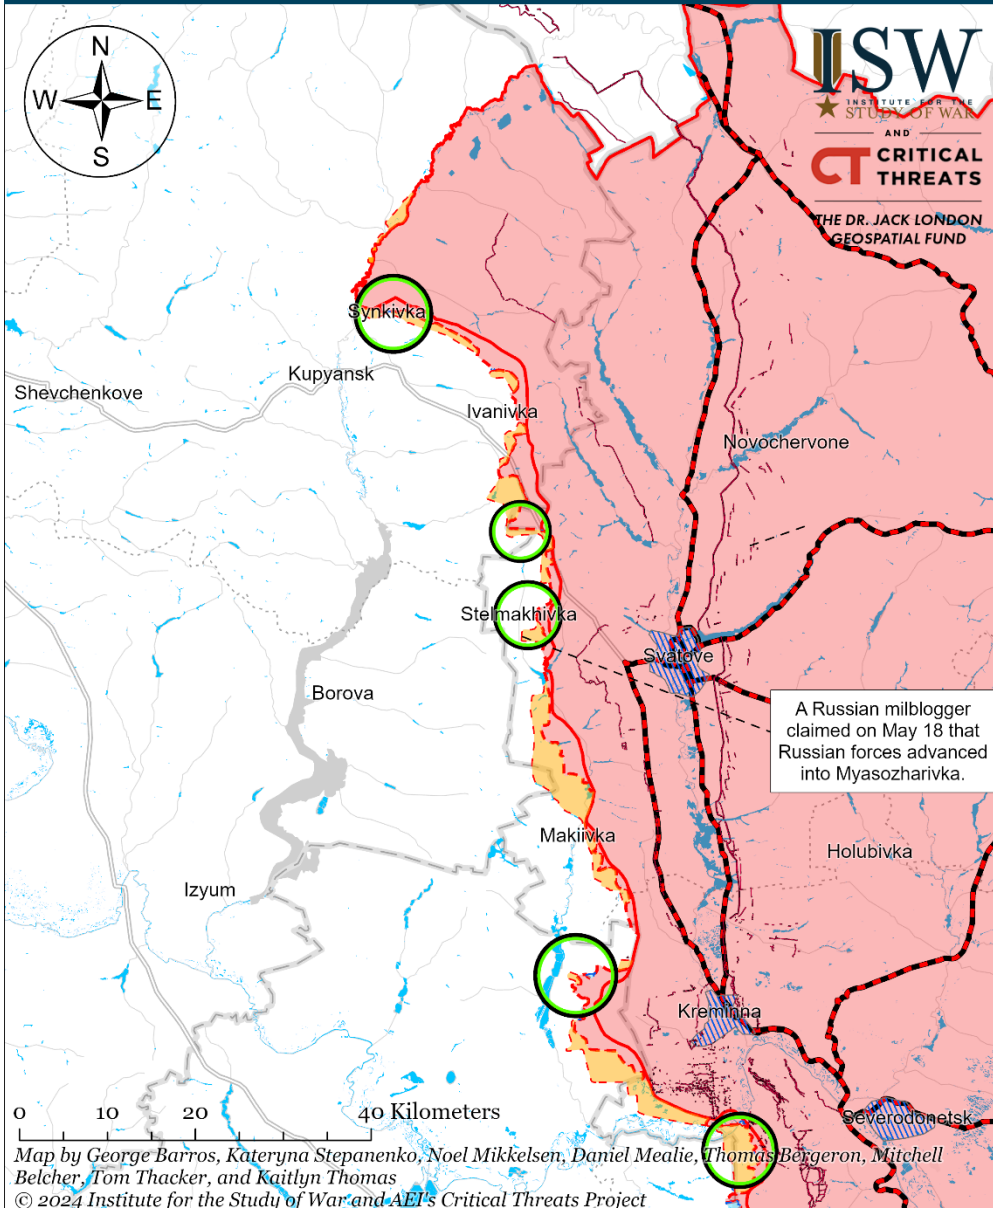 N
W E
S
ISW
INSTITUTE FOR THE
STUDY OF WAR
AND
CT CRITICAL
THREATS
THE DR. JACK LONDON
GEOSPATIAL FUND
Synkivka
Kupyansk
Shevchenkove
Ivanivka
Novochervone
Stelmakhivka
Svatove
Borova
A Russian milblogger
claimed on May 18 that
Russian forces advanced
into Myasozharivka.
Makiivka
Holubivka
Izyum
Kreminna
Severodonetsk
0 10 20 40 Kilometers
Map by George Barros, Kateryna Stepanenko, Noel Mikkelsen, Daniel Mealie, Thomas Bergeron, Mitchell
Belcher, Tom Thacker, and Kaitlyn Thomas
© 2024 Institute for the Study of War and AEI's Critical Threats Project